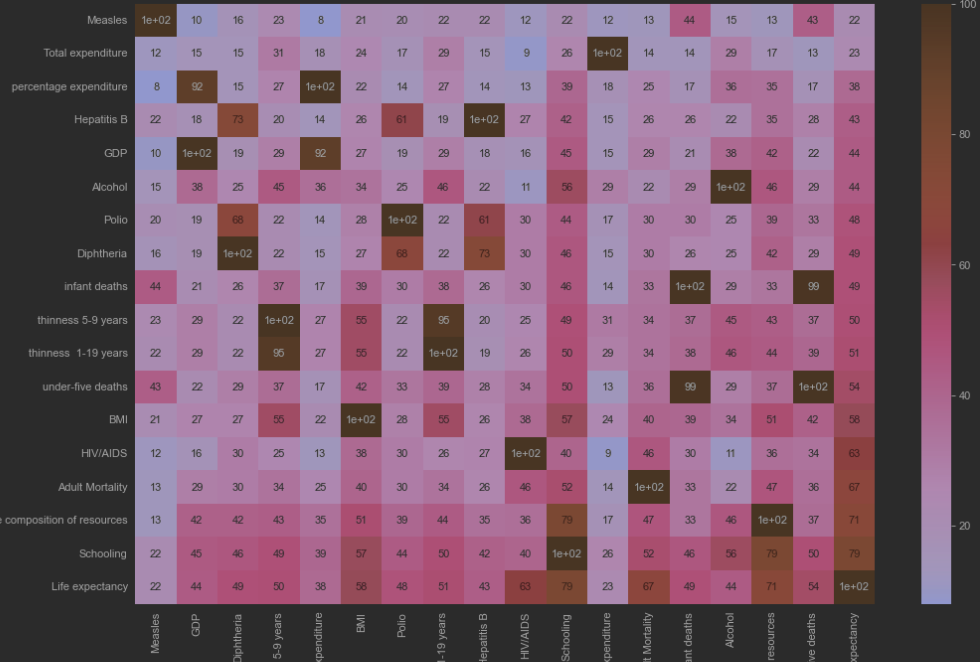 Measles 1e+02 10 16 23 8 21 20 22 22 12 22 12 13 44 15 13 43 22 100
Total expenditure 12 15 15 31 18 24 17 29 15 9 26 1e+02 14 14 29 17 13 23
percentage expenditure 8 92 15 27 1e+02 22 14 27 14 13 39 18 25 17 36 35 17 38
80
Hepatitis B 22 18 73 20 14 26 61 19 1e+02 27 42 15 26 26 22 35 28 43
GDP 10 1e+02 19 29 92 27 19 29 18 16 45 15 29 21 38 42 22 44
Alcohol 15 38 25 45 36 34 25 46 22 11 56 29 22 29 1e+02 46 29 44
Polio 20 19 68 22 14 28 1e+02 22 61 30 44 17 30 30 25 39 33 48
Diphtheria 16 19 1e+02 22 15 27 68 22 73 30 46 15 30 26 25 42 29 49
60
infant deaths 44 21 26 37 17 39 30 38 26 30 46 14 33 1e+02 29 33 99 49
thinness 5-9 years 23 29 22 1e+02 27 55 22 95 20 25 49 31 34 37 45 43 37 50
thinness 1-19 years 22 29 22 95 27 55 22 1e+02 19 26 50 29 34 38 46 44 39 51
under-five deaths 43 22 29 37 17 42 33 39 28 34 50 13 36 99 29 37 1e+02 54
40
BMI 21 27 27 55 22 1e+02 28 55 26 38 57 24 40 39 34 51 42 58
HIV/AIDS 12 16 30 25 13 38 30 26 27 1e+02 40 9 46 30 11 36 34 63
Adult Mortality 13 29 30 34 25 40 30 34 26 46 52 14 1e+02 33 22 47 36 67
e composition of resources 13 42 42 43 35 51 39 44 35 36 79 17 47 33 46 1e+02 37 71
20
Schooling 22 45 46 49 39 57 44 50 42 40 1e+02 26 52 46 56 79 50 79
Life expectancy 22 44 49 50 38 58 48 51 43 63 79 23 67 49 44 71 54 1e+02
Measles
GDP
Diphtheria
5-9 years
xpenditure
BMI
Polio
1-19 years
Hepatitis B
HIV/AIDS
Schooling
xpenditure
lt Mortality
ant deaths
Alcohol
resources
ve deaths
xpectancy